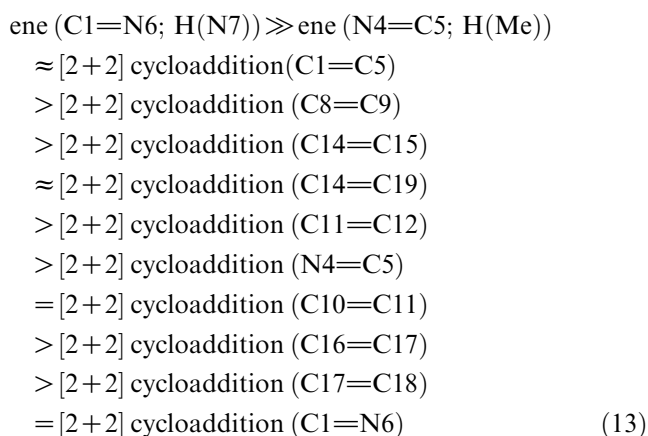 ene (C1=N6; H(N7)) ≫ ene (N4=C5; H(Me))
≈ [2+2] cycloaddition(C1=C5)
> [2+2] cycloaddition (C8=C9)
> [2+2] cycloaddition (C14=C15)
≈ [2+2] cycloaddition (C14=C19)
> [2+2] cycloaddition (C11=C12)
> [2+2] cycloaddition (N4=C5)
= [2+2] cycloaddition (C10=C11)
> [2+2] cycloaddition (C16=C17)
> [2+2] cycloaddition (C17=C18)
= [2+2] cycloaddition (C1=N6) (13)